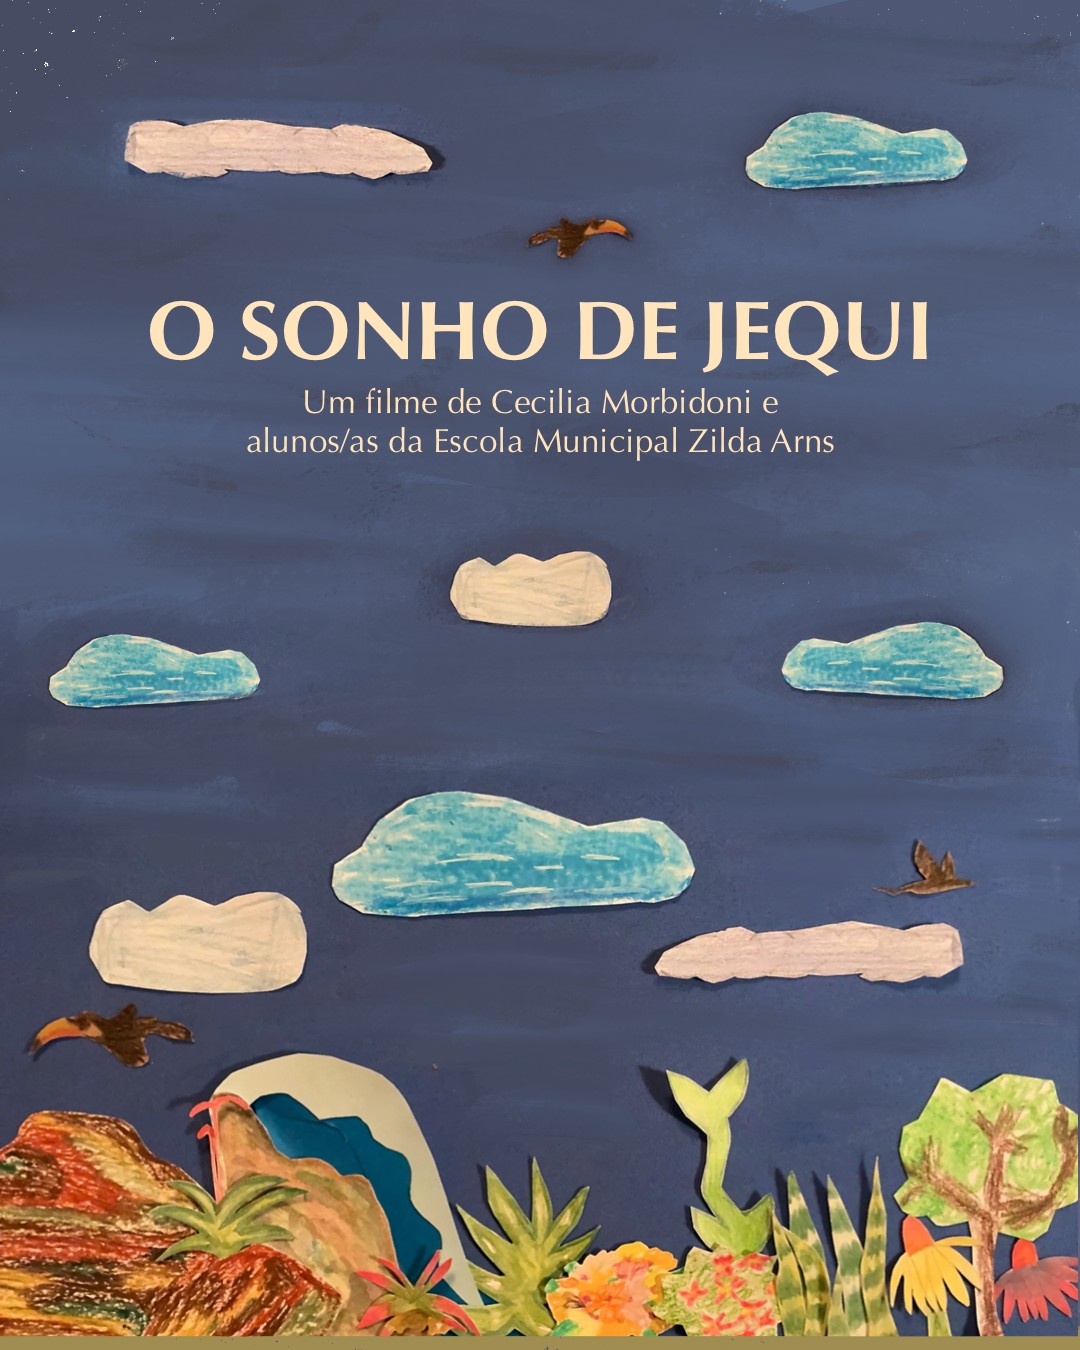 O SONHO DE JEQUI
Um filme de Cecilia Morbidoni e
alunos/as da Escola Municipal Zilda Arns